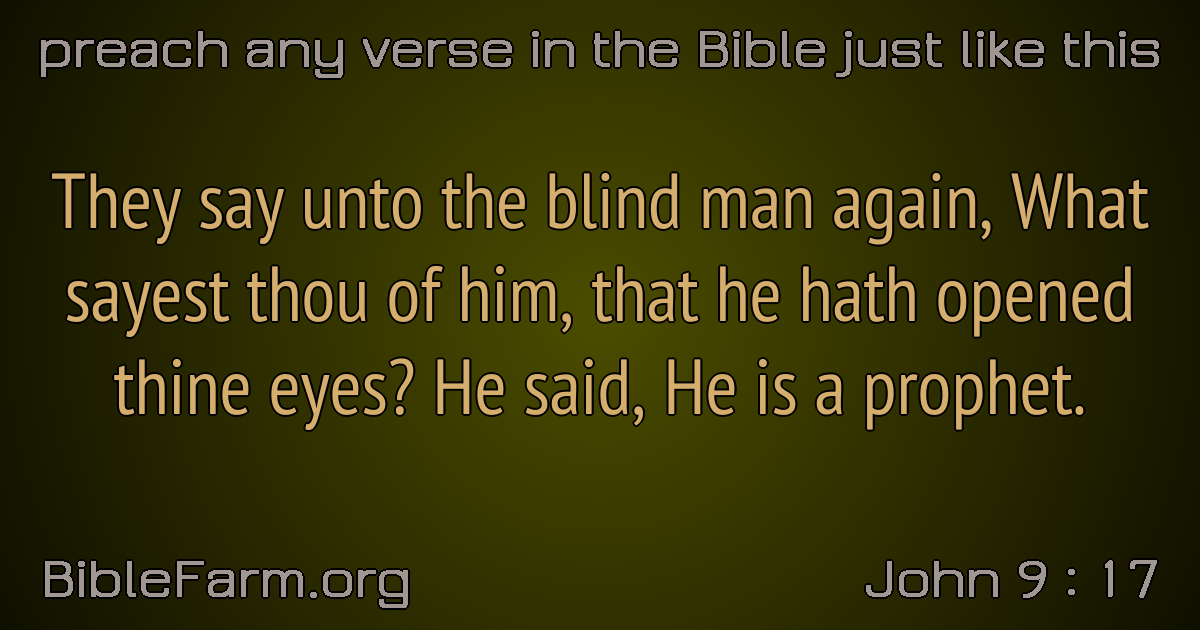 preach any verse in the Bible just like this
They say unto the blind man again, What
sayest thou of him, that he hath opened
thine eyes? He said, He is a prophet.
BibleFarm.org
John 9 : 17